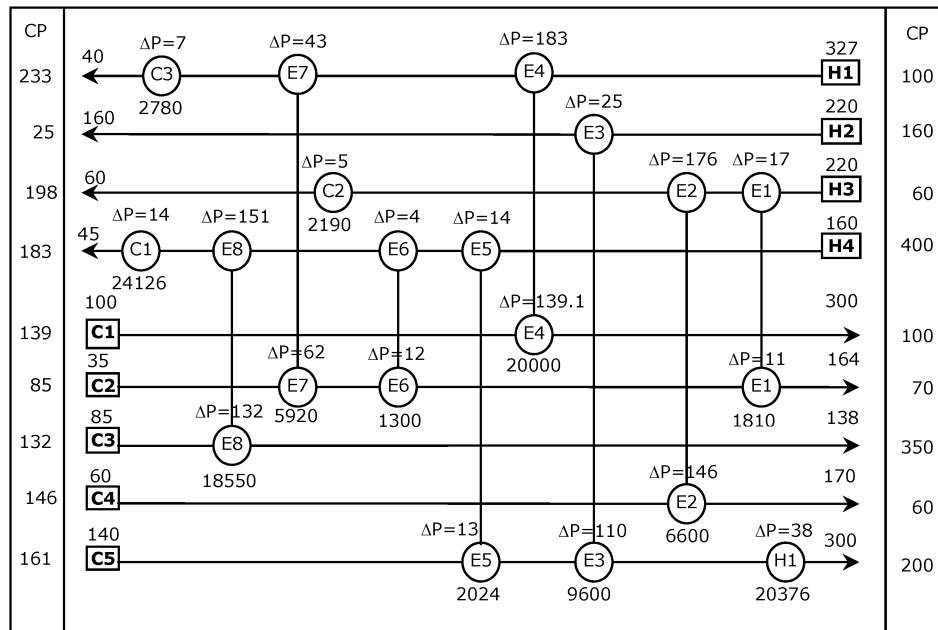 CP
CP
ΔP=7
ΔP=43
ΔP=183
40
327
233
C3
E7
E4
H1
100
2780
ΔP=25
160
220
25
E3
H2
160
ΔP=5
ΔP=176
ΔP=17
60
220
198
C2
E2
E1
H3
60
2190
ΔP=14
ΔP=151
ΔP=4
ΔP=14
45
160
183
C1
E8
E6
E5
H4
400
24126
100
ΔP=139.1
300
139
C1
E4
100
20000
35
ΔP=62
ΔP=12
ΔP=11
164
85
C2
E7
E6
E1
70
5920
1300
1810
85
ΔP=132
138
132
C3
E8
350
18550
60
ΔP=146
170
146
C4
E2
60
6600
140
ΔP=13
ΔP=110
ΔP=38
300
161
C5
E5
E3
H1
200
2024
9600
20376